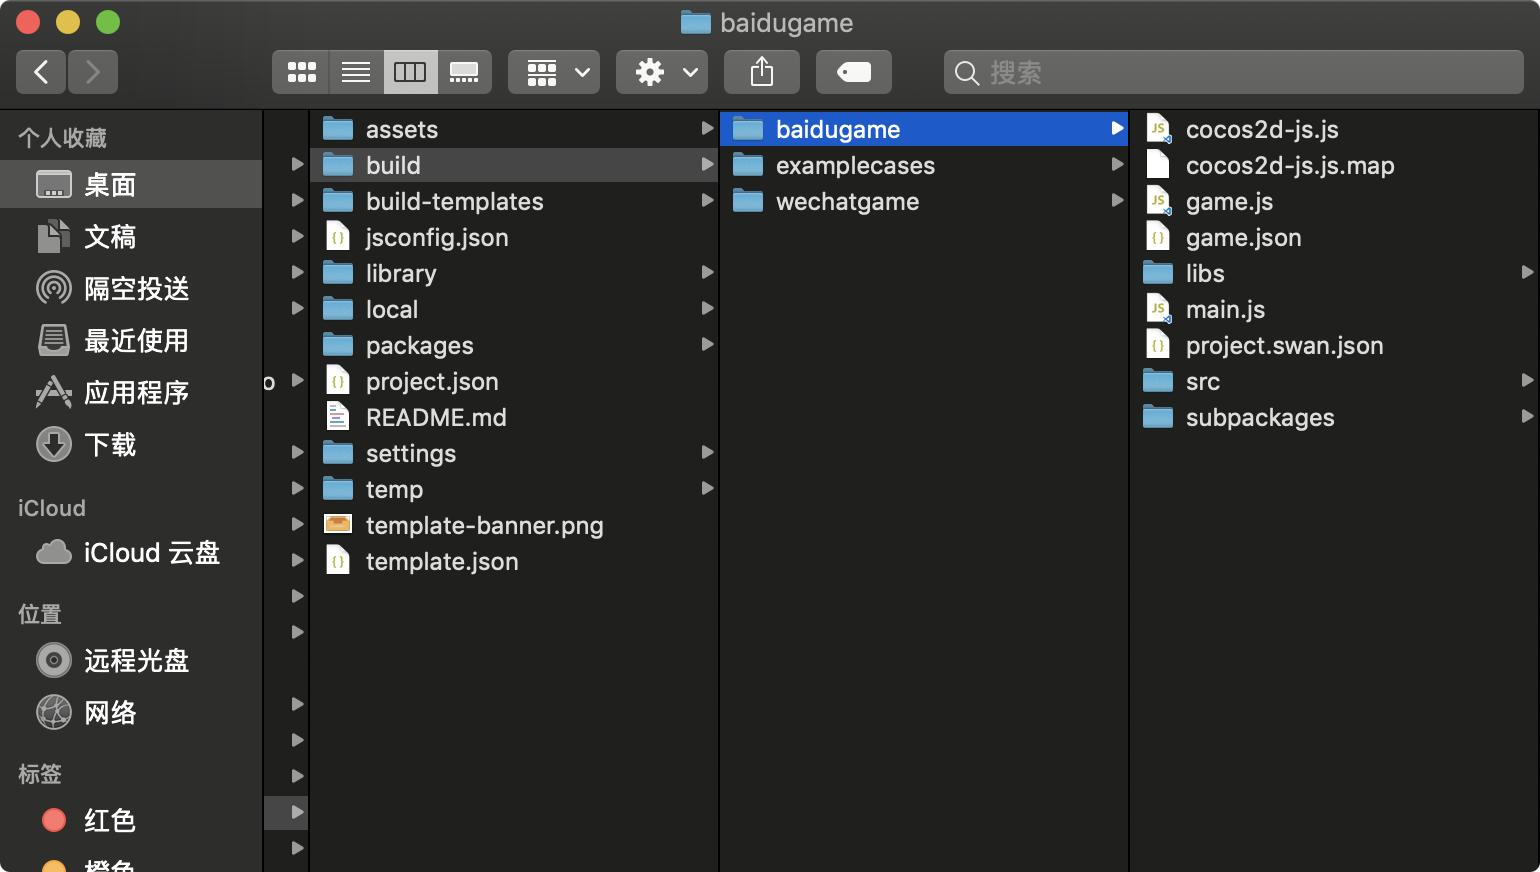 baidugame
搜索
个人收藏
桌面
文稿
隔空投送
最近使用
应用程序
下载
iCloud
iCloud 云盘
位置
远程光盘
网络
标签
红色
橙色
o
assets
build
build-templates
jsconfig.json
library
local
packages
project.json
README.md
settings
temp
template-banner.png
template.json
baidugame
examplecases
wechatgame
cocos2d-js.js
cocos2d-js.js.map
game.js
game.json
libs
main.js
project.swan.json
src
subpackages